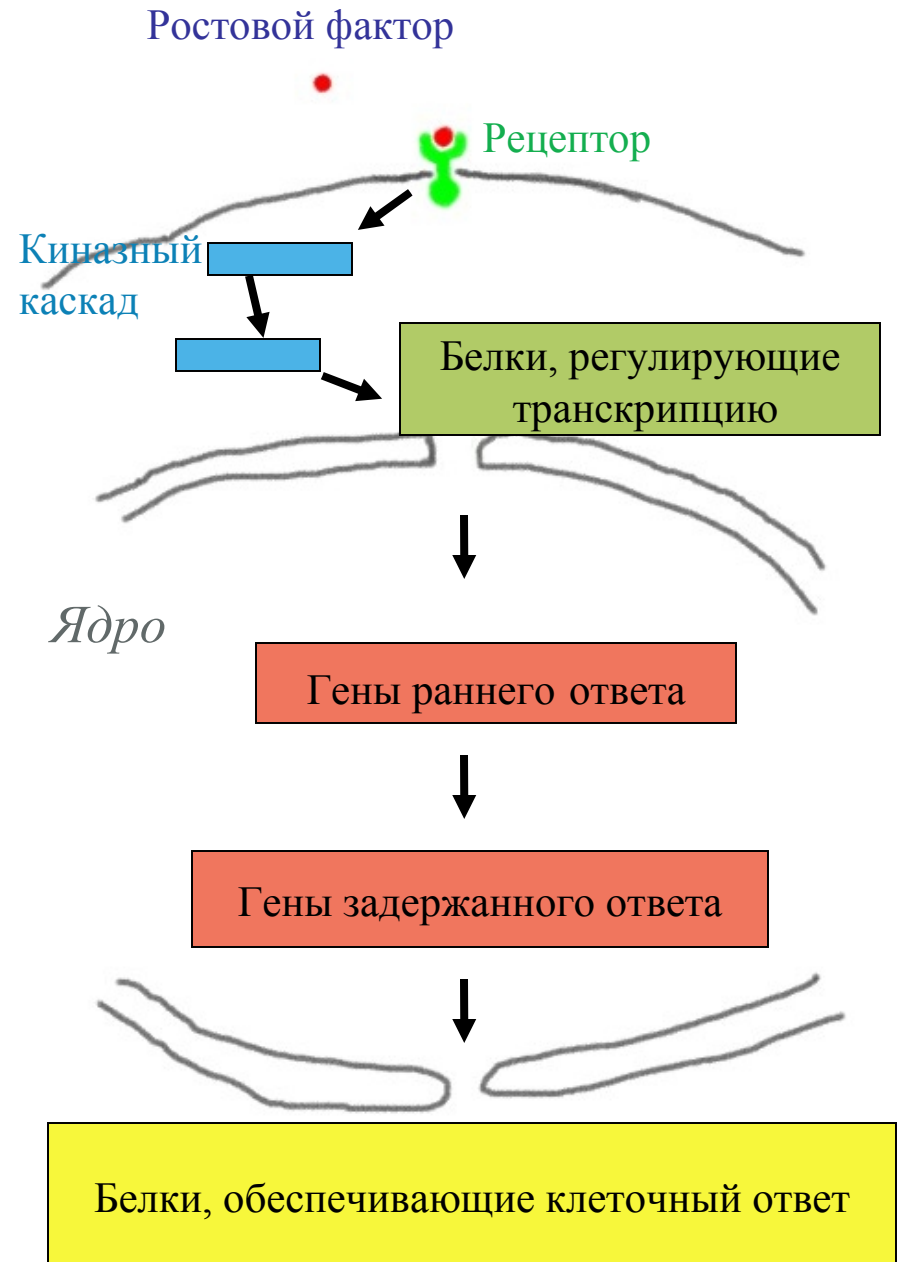 Ростовой фактор
Рецептор
Киназный
каскад
Белки, регулирующие
транскрипцию
Ядро
Гены раннего ответа
Гены задержанного ответа
Белки, обеспечивающие клеточный ответ